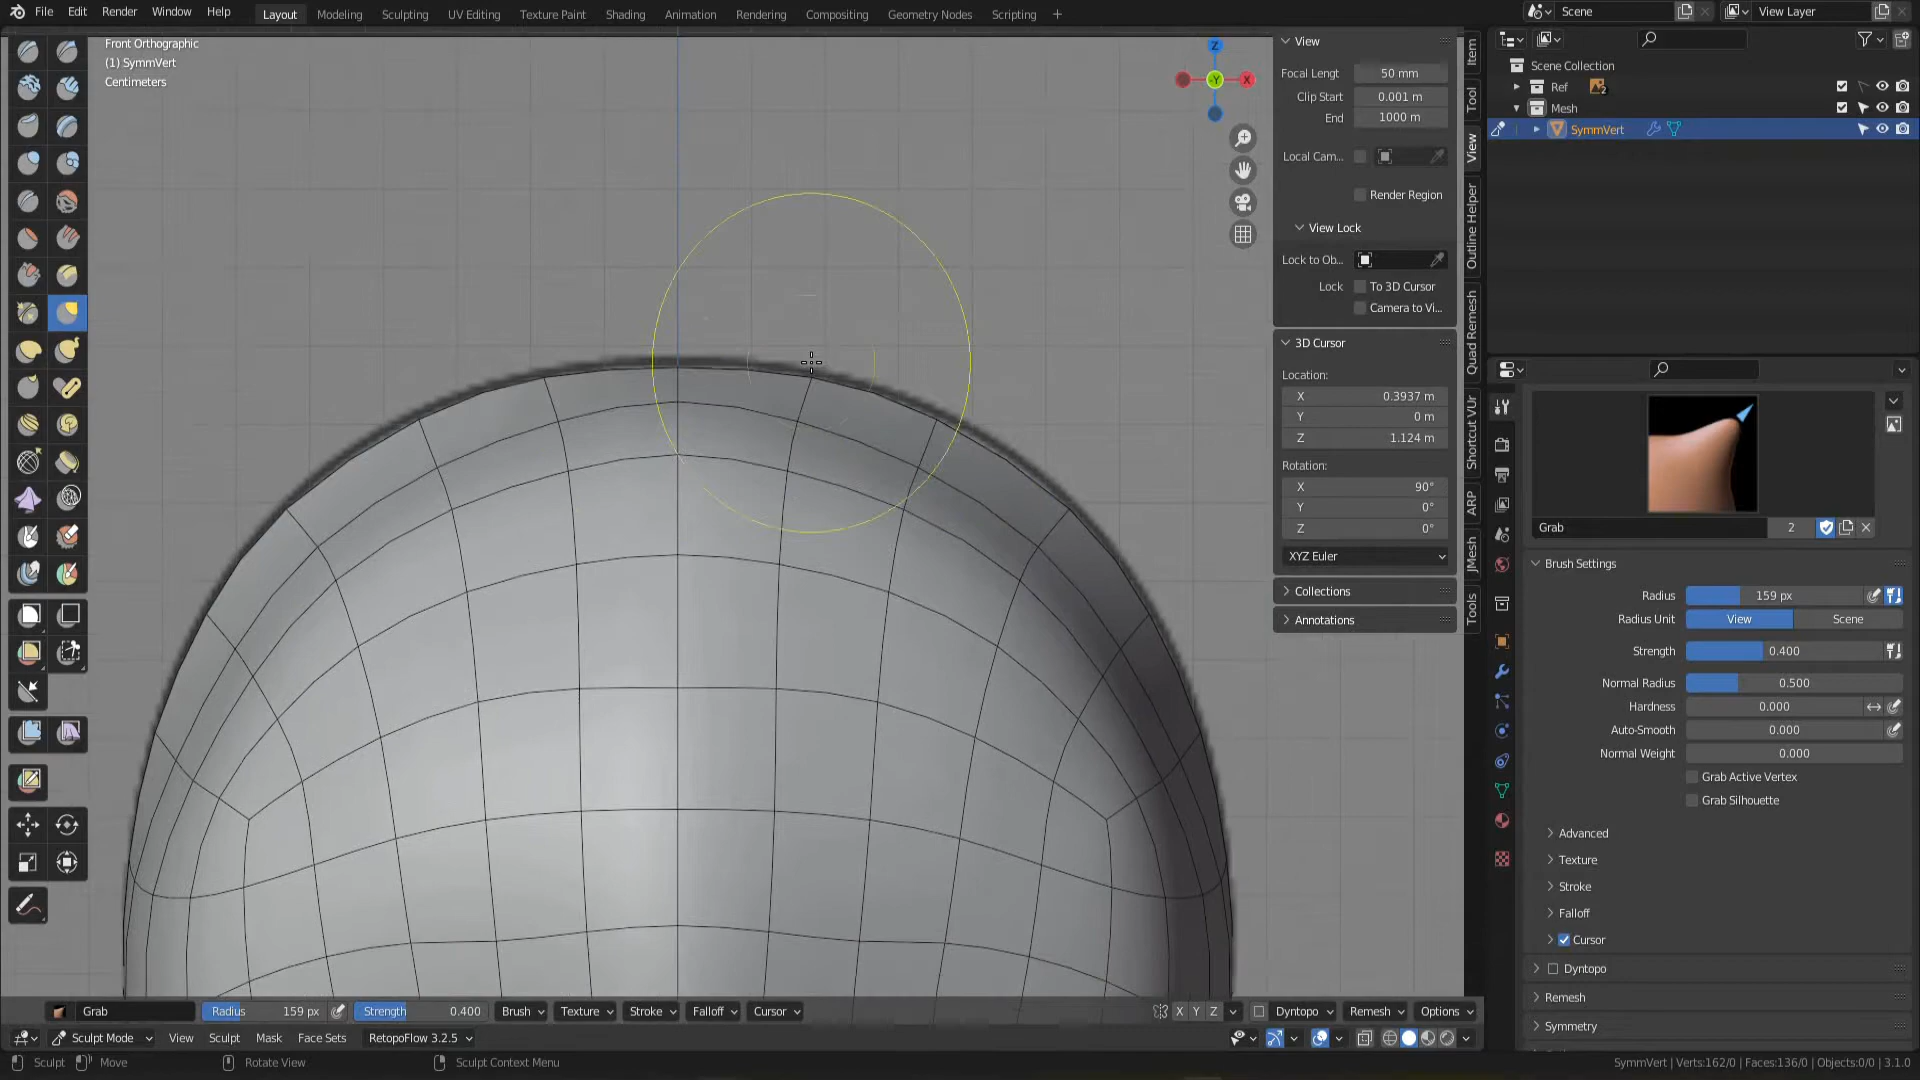 File Edit Render Window Help
Layout Modeling Sculpting UV Editing Texture Paint Shading Animation Rendering Compositing Geometry Nodes Scripting +
Scene
View Layer
Front Orthographic
(1) SymmVert
Centimeters
Z
X
Y
View
Focal Lengt 50 mm
Clip Start 0.001 m
End 1000 m
Local Cam...
Render Region
View Lock
Lock to Ob...
Lock To 3D Cursor
Camera to Vi...
3D Cursor
Location:
X 0.3937 m
Y 0 m
Z 1.124 m
Rotation:
X 90°
Y 0°
Z 0°
XYZ Euler
Collections
Annotations
Item
Tool
View
Outline Helper
Quad Remesh
Shortcut VUr
ARP
JMesh
Tools
Scene Collection
Ref 2
Mesh
SymmVert
Grab 2
Brush Settings
Radius 159 px
Radius Unit View Scene
Strength 0.400
Normal Radius 0.500
Hardness 0.000
Auto-Smooth 0.000
Normal Weight 0.000
Grab Active Vertex
Grab Silhouette
Advanced
Texture
Stroke
Falloff
Cursor
Dyntopo
Remesh
Symmetry
Grab Radius 159 px Strength 0.400 Brush Texture Stroke Falloff Cursor X Y Z Dyntopo Remesh Options
Sculpt Mode View Sculpt Mask Face Sets RetopoFlow 3.2.5
Sculpt Move Rotate View Sculpt Context Menu
SymmVert | Verts:162/0 | Faces:136/0 | Objects:0/0 | 3.1.0